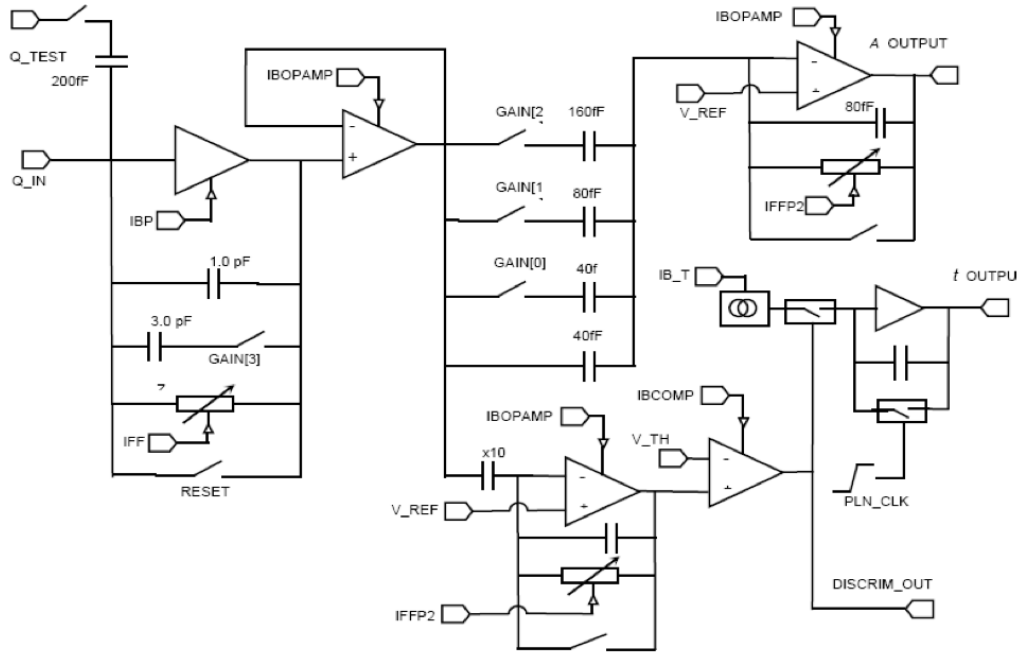 Q_TEST
200fF
Q_IN
IBP
1.0 pF
3.0 pF
GAIN[3]
IFF
RESET
IBOPAMP
-
+
GAIN[2
160fF
GAIN[1
80fF
GAIN[0]
40f
40fF
IBOPAMP
A OUTPUT
V_REF
-
+
80fF
IFFP2
IB_T
t OUTPU
PLN_CLK
IBOPAMP
IBCOMP
x10
V_TH
V_REF
-
+
-
+
IFFP2
DISCRIM_OUT